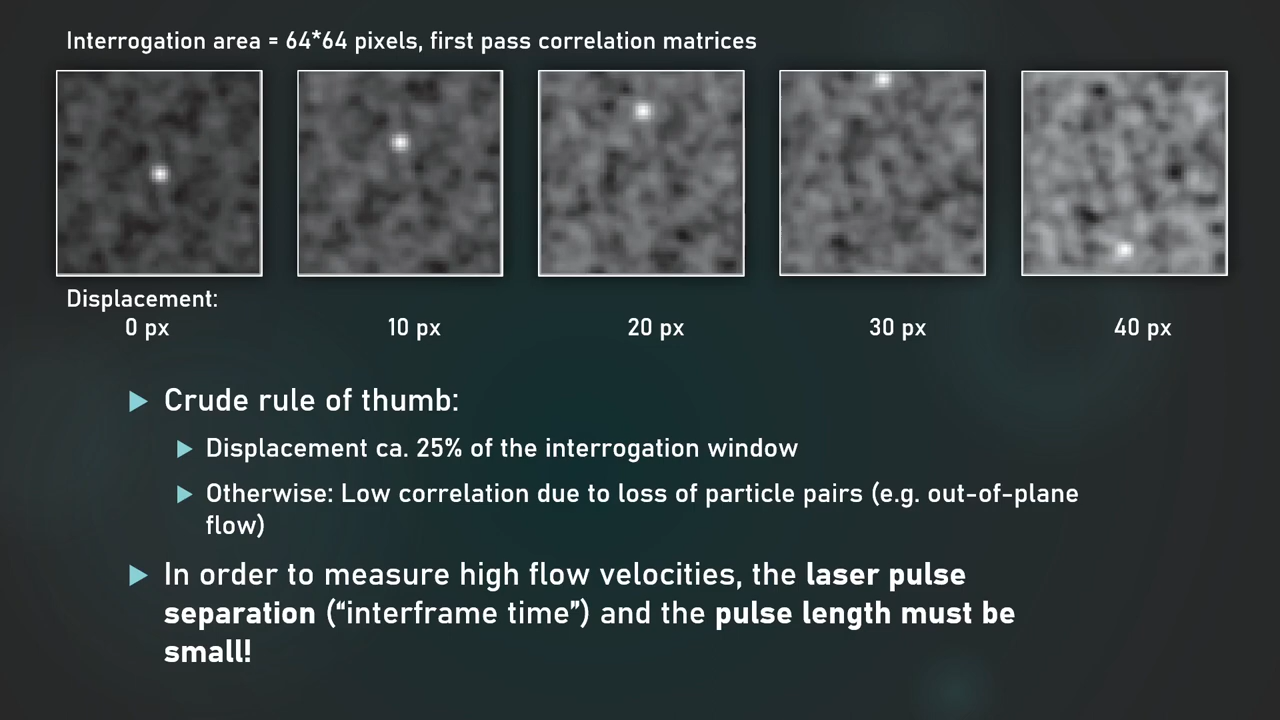 Interrogation area = 64*64 pixels, first pass correlation matrices
Displacement:
0 px
10 px
20 px
30 px
40 px
Crude rule of thumb:
Displacement ca. 25% of the interrogation window
Otherwise: Low correlation due to loss of particle pairs (e.g. out-of-plane
flow)
In order to measure high flow velocities, the laser pulse
separation (“interframe time”) and the pulse length must be
small!